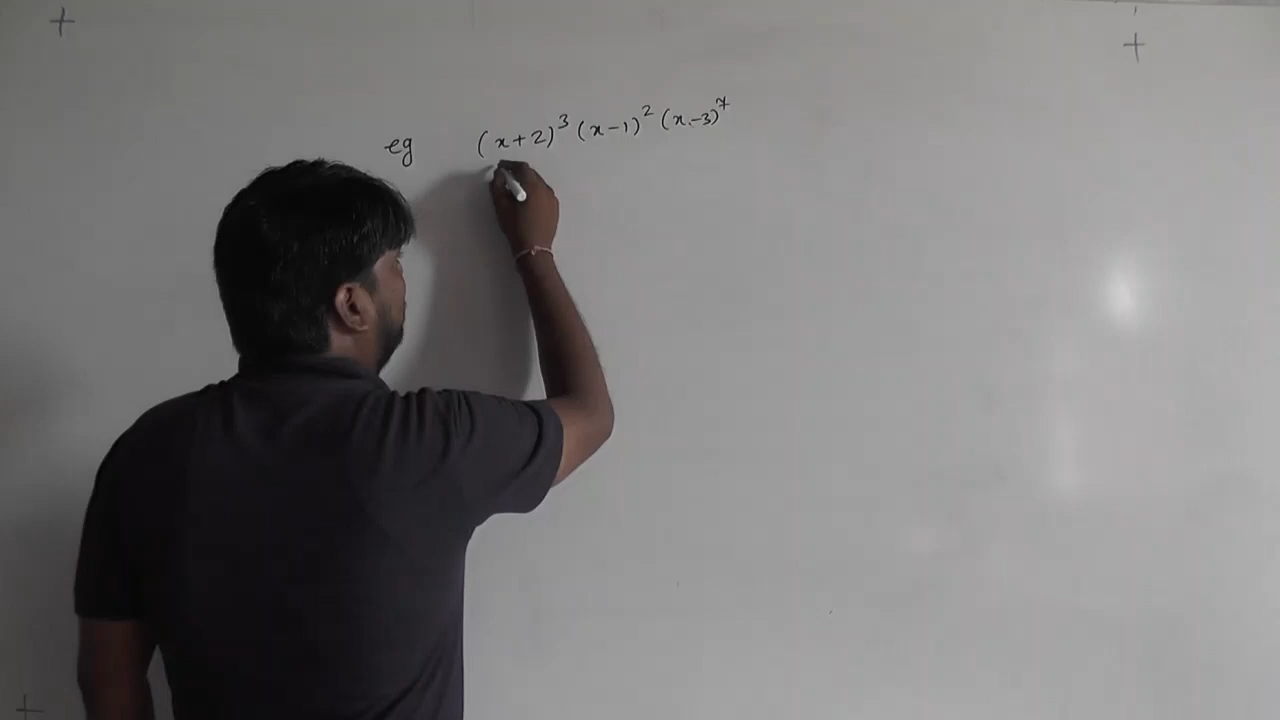 eg (x+2)³ (x-1)² (x-3)⁷